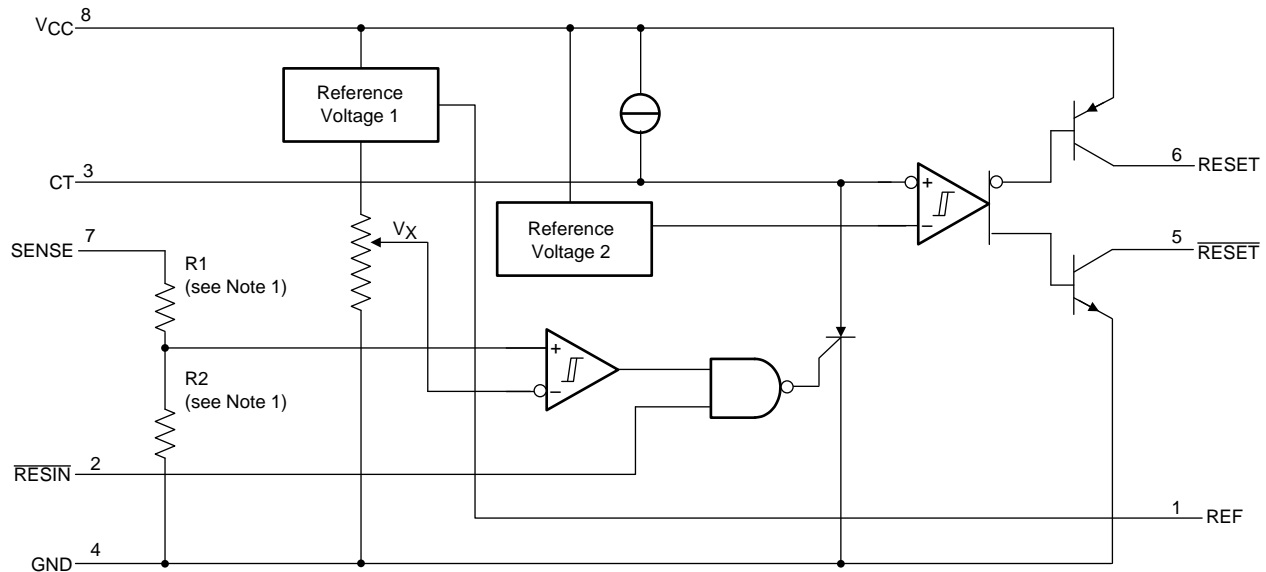 VCC 8
Reference
Voltage 1
CT 3
+
−
6 RESET
VX
Reference
Voltage 2
SENSE 7
5 RESET
R1
(see Note 1)
+
−
R2
(see Note 1)
RESIN 2
1 REF
GND 4